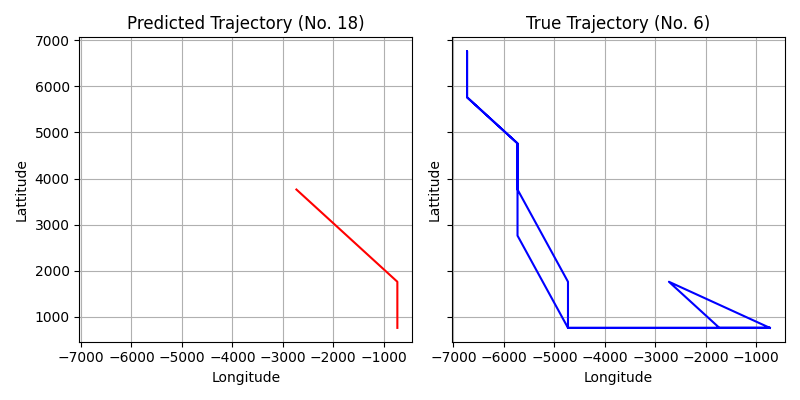 Predicted Trajectory (No. 18)
True Trajectory (No. 6)
7000
6000
5000
4000
3000
2000
1000
Lattitude
Lattitude
−7000 −6000 −5000 −4000 −3000 −2000 −1000
−7000 −6000 −5000 −4000 −3000 −2000 −1000
Longitude
Longitude